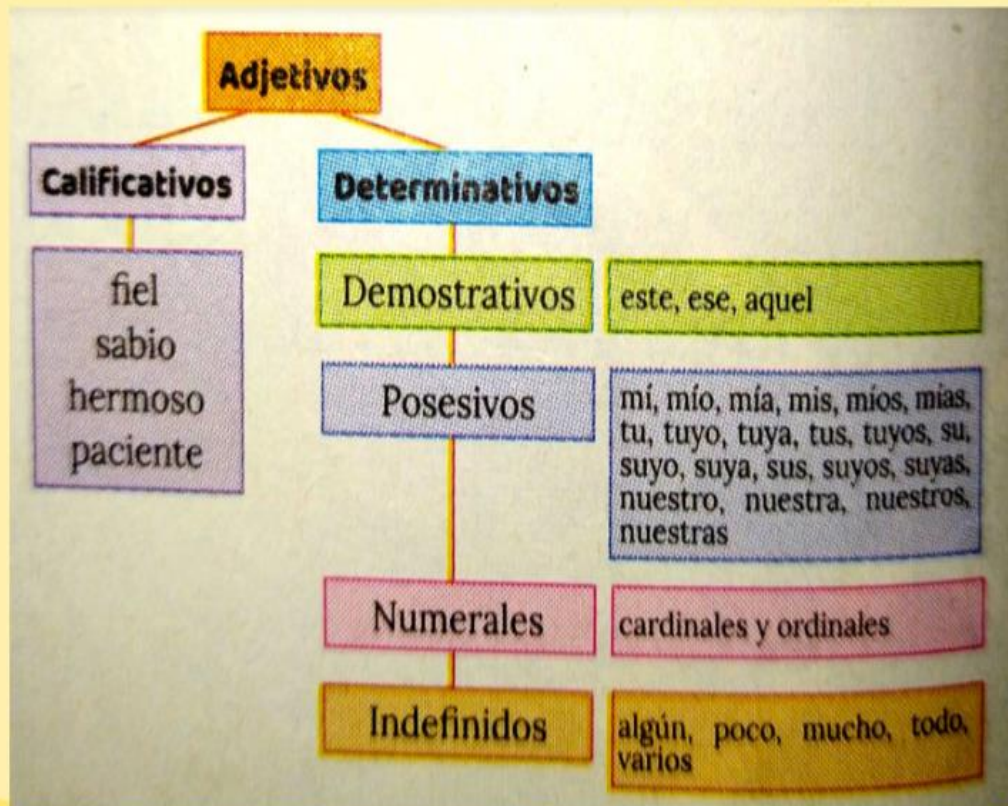 Adjetivos
Calificativos
Determinativos
fiel
sabio
hermoso
paciente
Demostrativos
este, ese, aquel
Posesivos
mí, mío, mía, mis, míos, mías,
tu, tuyo, tuya, tus, tuyos, su,
suyo, suya, sus, suyos, suyas,
nuestro, nuestra, nuestros,
nuestras
Numerales
cardinales y ordinales
Indefinidos
algún, poco, mucho, todo,
varios